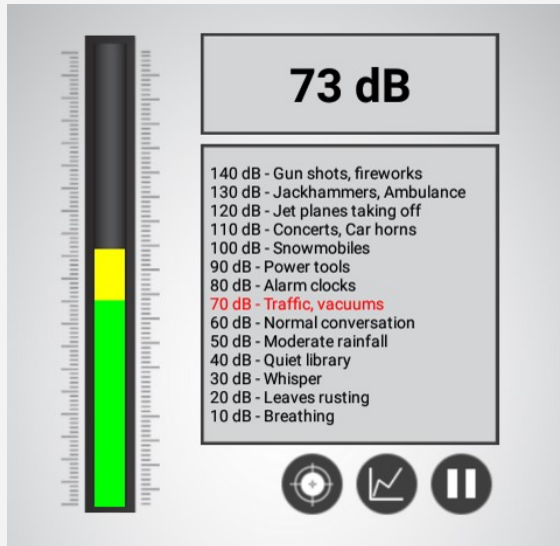 73 dB
140 dB - Gun shots, fireworks
130 dB - Jackhammers, Ambulance
120 dB - Jet planes taking off
110 dB - Concerts, Car horns
100 dB - Snowmobiles
90 dB - Power tools
80 dB - Alarm clocks
70 dB - Traffic, vacuums
60 dB - Normal conversation
50 dB - Moderate rainfall
40 dB - Quiet library
30 dB - Whisper
20 dB - Leaves rusting
10 dB - Breathing